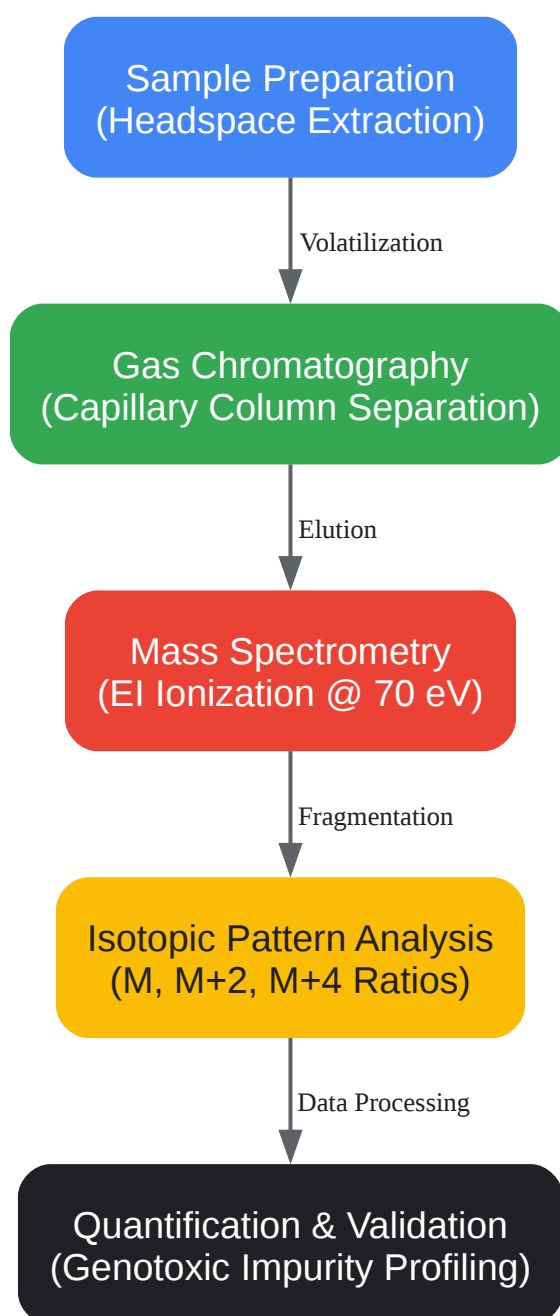 Sample Preparation
(Headspace Extraction)
Volatilization
Gas Chromatography
(Capillary Column Separation)
Elution
Mass Spectrometry
(EI Ionization @ 70 eV)
Fragmentation
Isotopic Pattern Analysis
(M, M+2, M+4 Ratios)
Data Processing
Quantification & Validation
(Genotoxic Impurity Profiling)